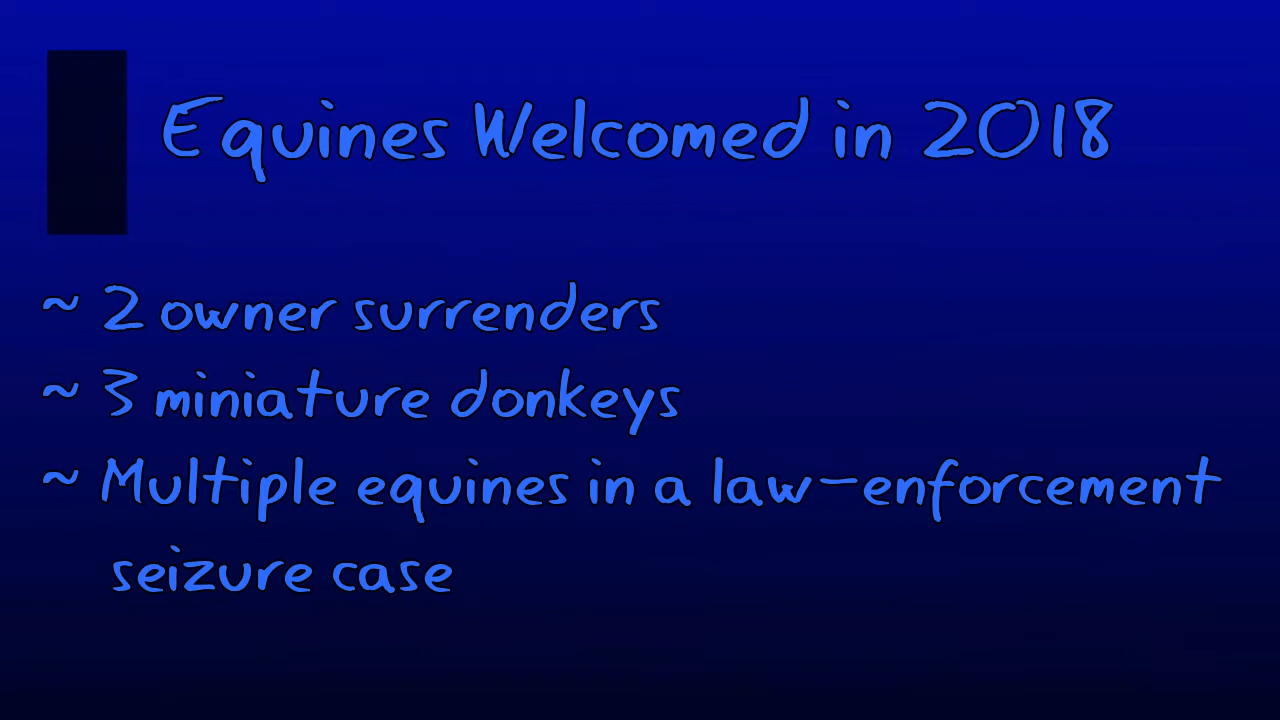 Equines Welcomed in 2018
~ 2 owner surrenders
~ 3 miniature donkeys
~ Multiple equines in a law-enforcement
seizure case